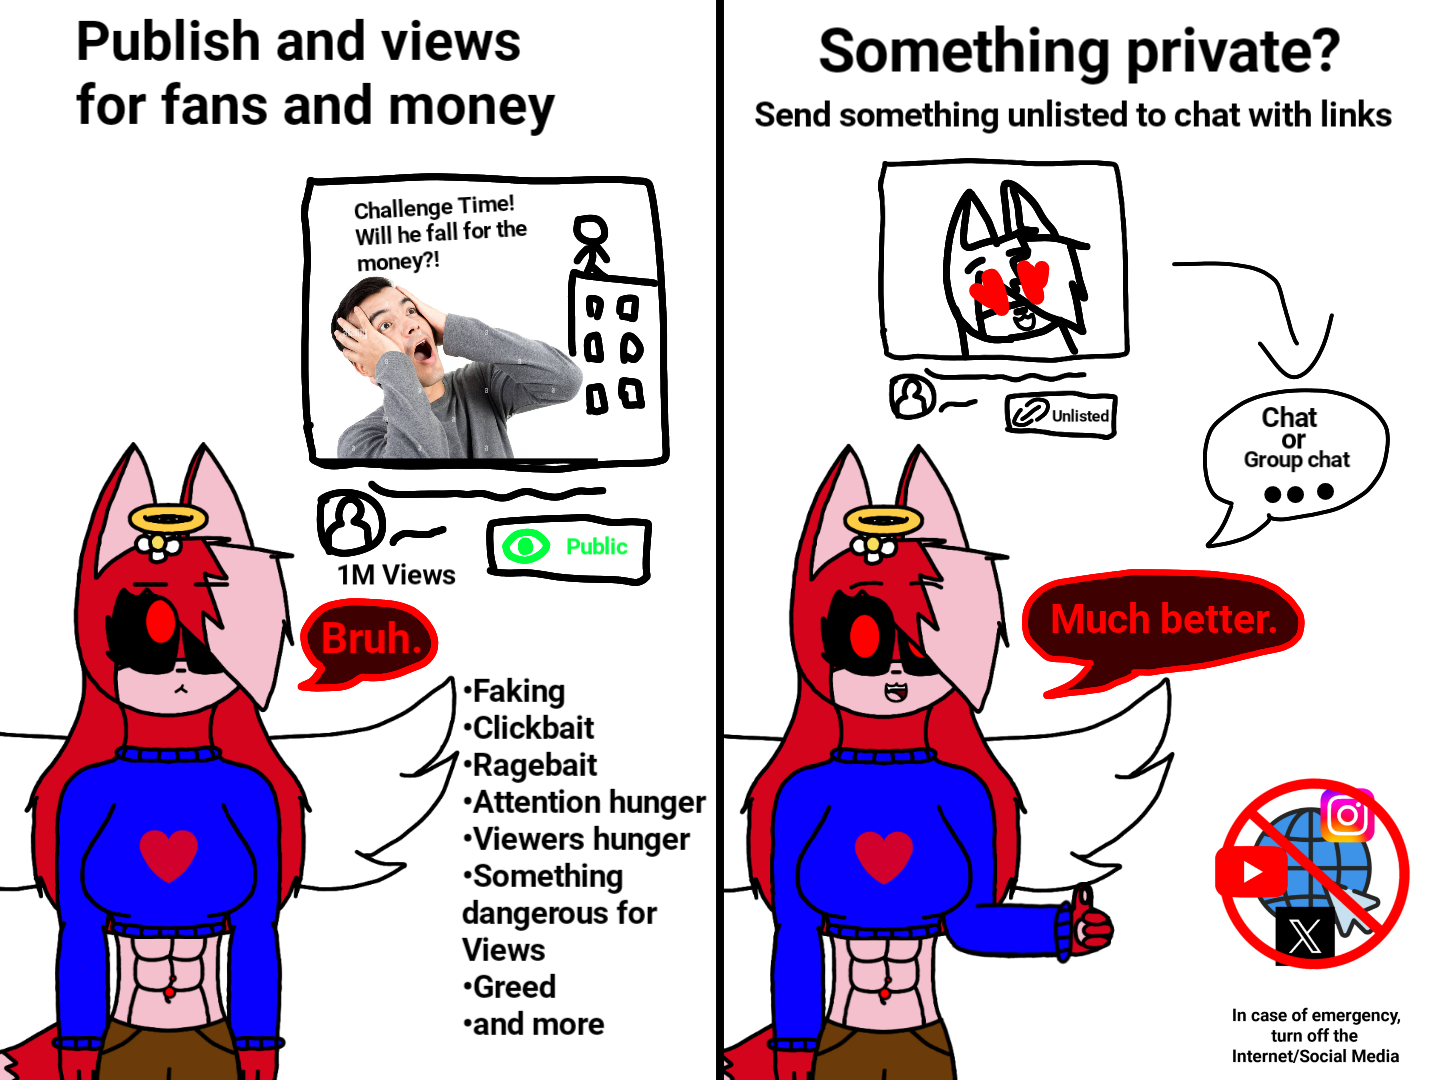 Publish and views
for fans and money
Challenge Time!
Will he fall for the
money?!
1M Views
Public
Bruh.
•Faking
•Clickbait
•Ragebait
•Attention hunger
•Viewers hunger
•Something
dangerous for
Views
•Greed
•and more
Something private?
Send something unlisted to chat with links
Unlisted
Chat
or
Group chat
Much better.
In case of emergency,
turn off the
Internet/Social Media